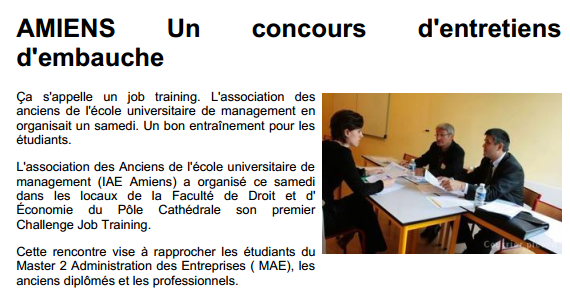 AMIENS Un concours d'entretiens
d'embauche
Ça s'appelle un job training. L'association des
anciens de l'école universitaire de management en
organisait un samedi. Un bon entraînement pour les
étudiants.
L'association des Anciens de l'école universitaire de
management (IAE Amiens) a organisé ce samedi
dans les locaux de la Faculté de Droit et d'
Économie du Pôle Cathédrale son premier
Challenge Job Training.
Cette rencontre vise à rapprocher les étudiants du
Master 2 Administration des Entreprises ( MAE), les
anciens diplômés et les professionnels.